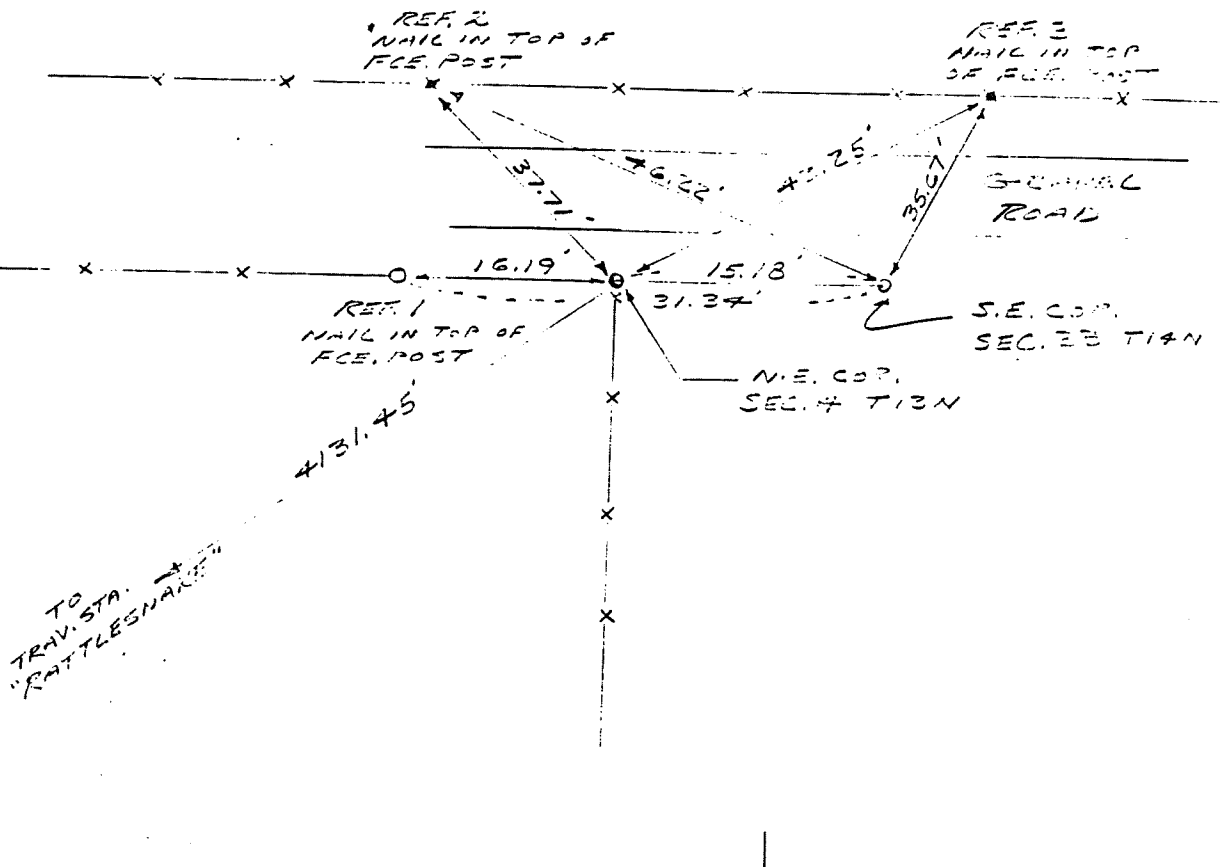 REF. 2
NAIL IN TOP OF
FCE. POST
REF. 3
NAIL IN TOP
OF FCE. POST
37.71'
46.22'
43.25'
35.67'
GRAVEL
ROAD
16.19'
15.18'
31.34'
REF. 1
NAIL IN TOP OF
FCE. POST
S.E. COR.
SEC. 33 T14N
N.E. COR.
SEC. 4 T13N
4131.45'
TO
TRAV. STA.
"RATTLESNAKE"